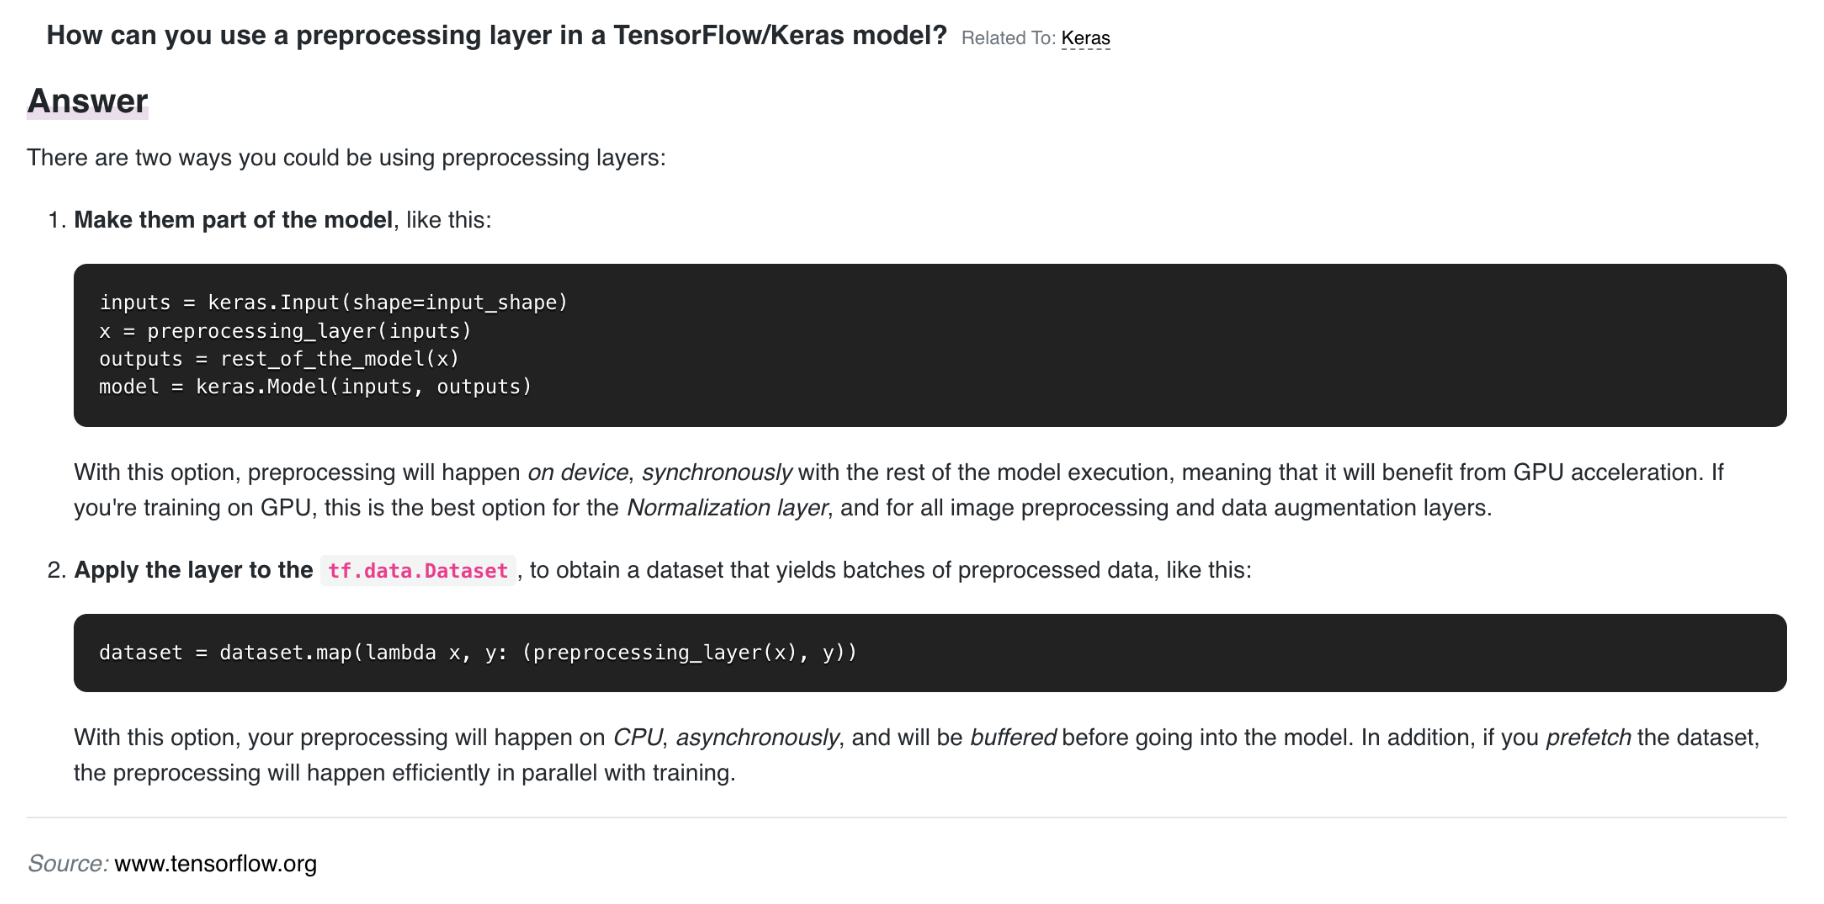 How can you use a preprocessing layer in a TensorFlow/Keras model? Related To: Keras
Answer
There are two ways you could be using preprocessing layers:
1. Make them part of the model, like this:
inputs = keras.Input(shape=input_shape)
x = preprocessing_layer(inputs)
outputs = rest_of_the_model(x)
model = keras.Model(inputs, outputs)
With this option, preprocessing will happen on device, synchronously with the rest of the model execution, meaning that it will benefit from GPU acceleration. If
you're training on GPU, this is the best option for the Normalization layer, and for all image preprocessing and data augmentation layers.
2. Apply the layer to the tf.data.Dataset , to obtain a dataset that yields batches of preprocessed data, like this:
dataset = dataset.map(lambda x, y: (preprocessing_layer(x), y))
With this option, your preprocessing will happen on CPU, asynchronously, and will be buffered before going into the model. In addition, if you prefetch the dataset,
the preprocessing will happen efficiently in parallel with training.
Source: www.tensorflow.org